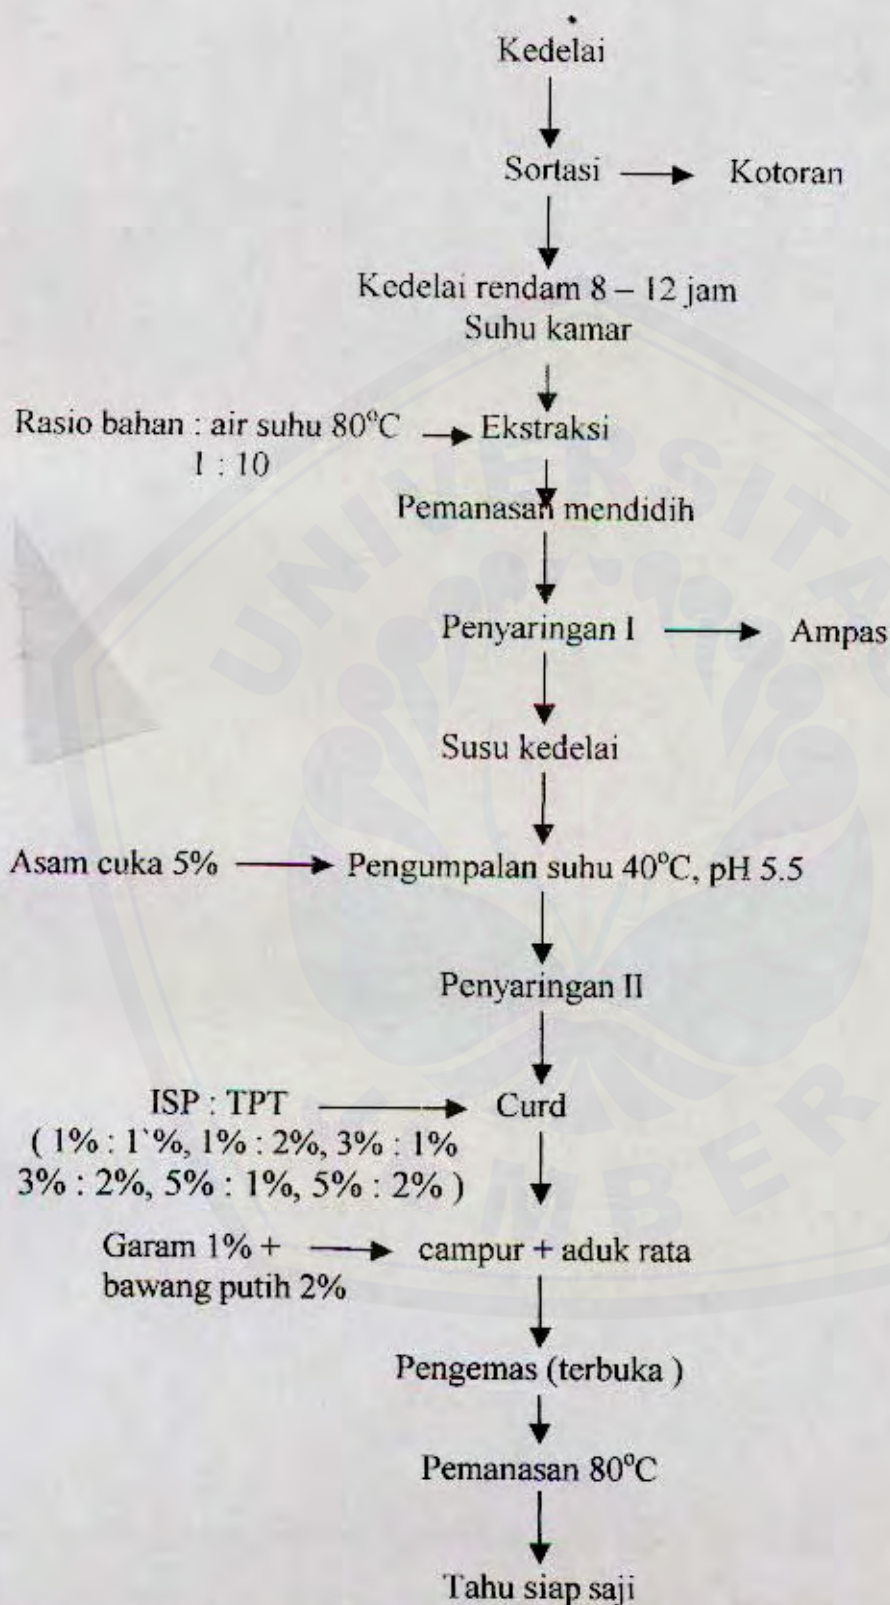 Kedelai
Sortasi
Kotoran
Kedelai rendam 8 – 12 jam
Suhu kamar
Rasio bahan : air suhu 80°C
1 : 10
Ekstraksi
Pemanasan mendidih
Penyaringan I
Ampas
Susu kedelai
Asam cuka 5%
Pengumpalan suhu 40°C, pH 5.5
Penyaringan II
ISP : TPT
Curd
( 1% : 1`%, 1% : 2%, 3% : 1%
3% : 2%, 5% : 1%, 5% : 2% )
Garam 1% +
campur + aduk rata
bawang putih 2%
Pengemas (terbuka )
Pemanasan 80°C
Tahu siap saji
UNIVERSITA
MBER